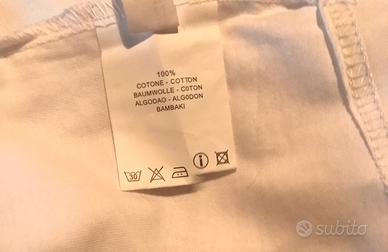 100%
COTONE - COTTON
BAUMWOLLE - COTON
ALGODAO - ALGODON
BAMBAKI
30
subito